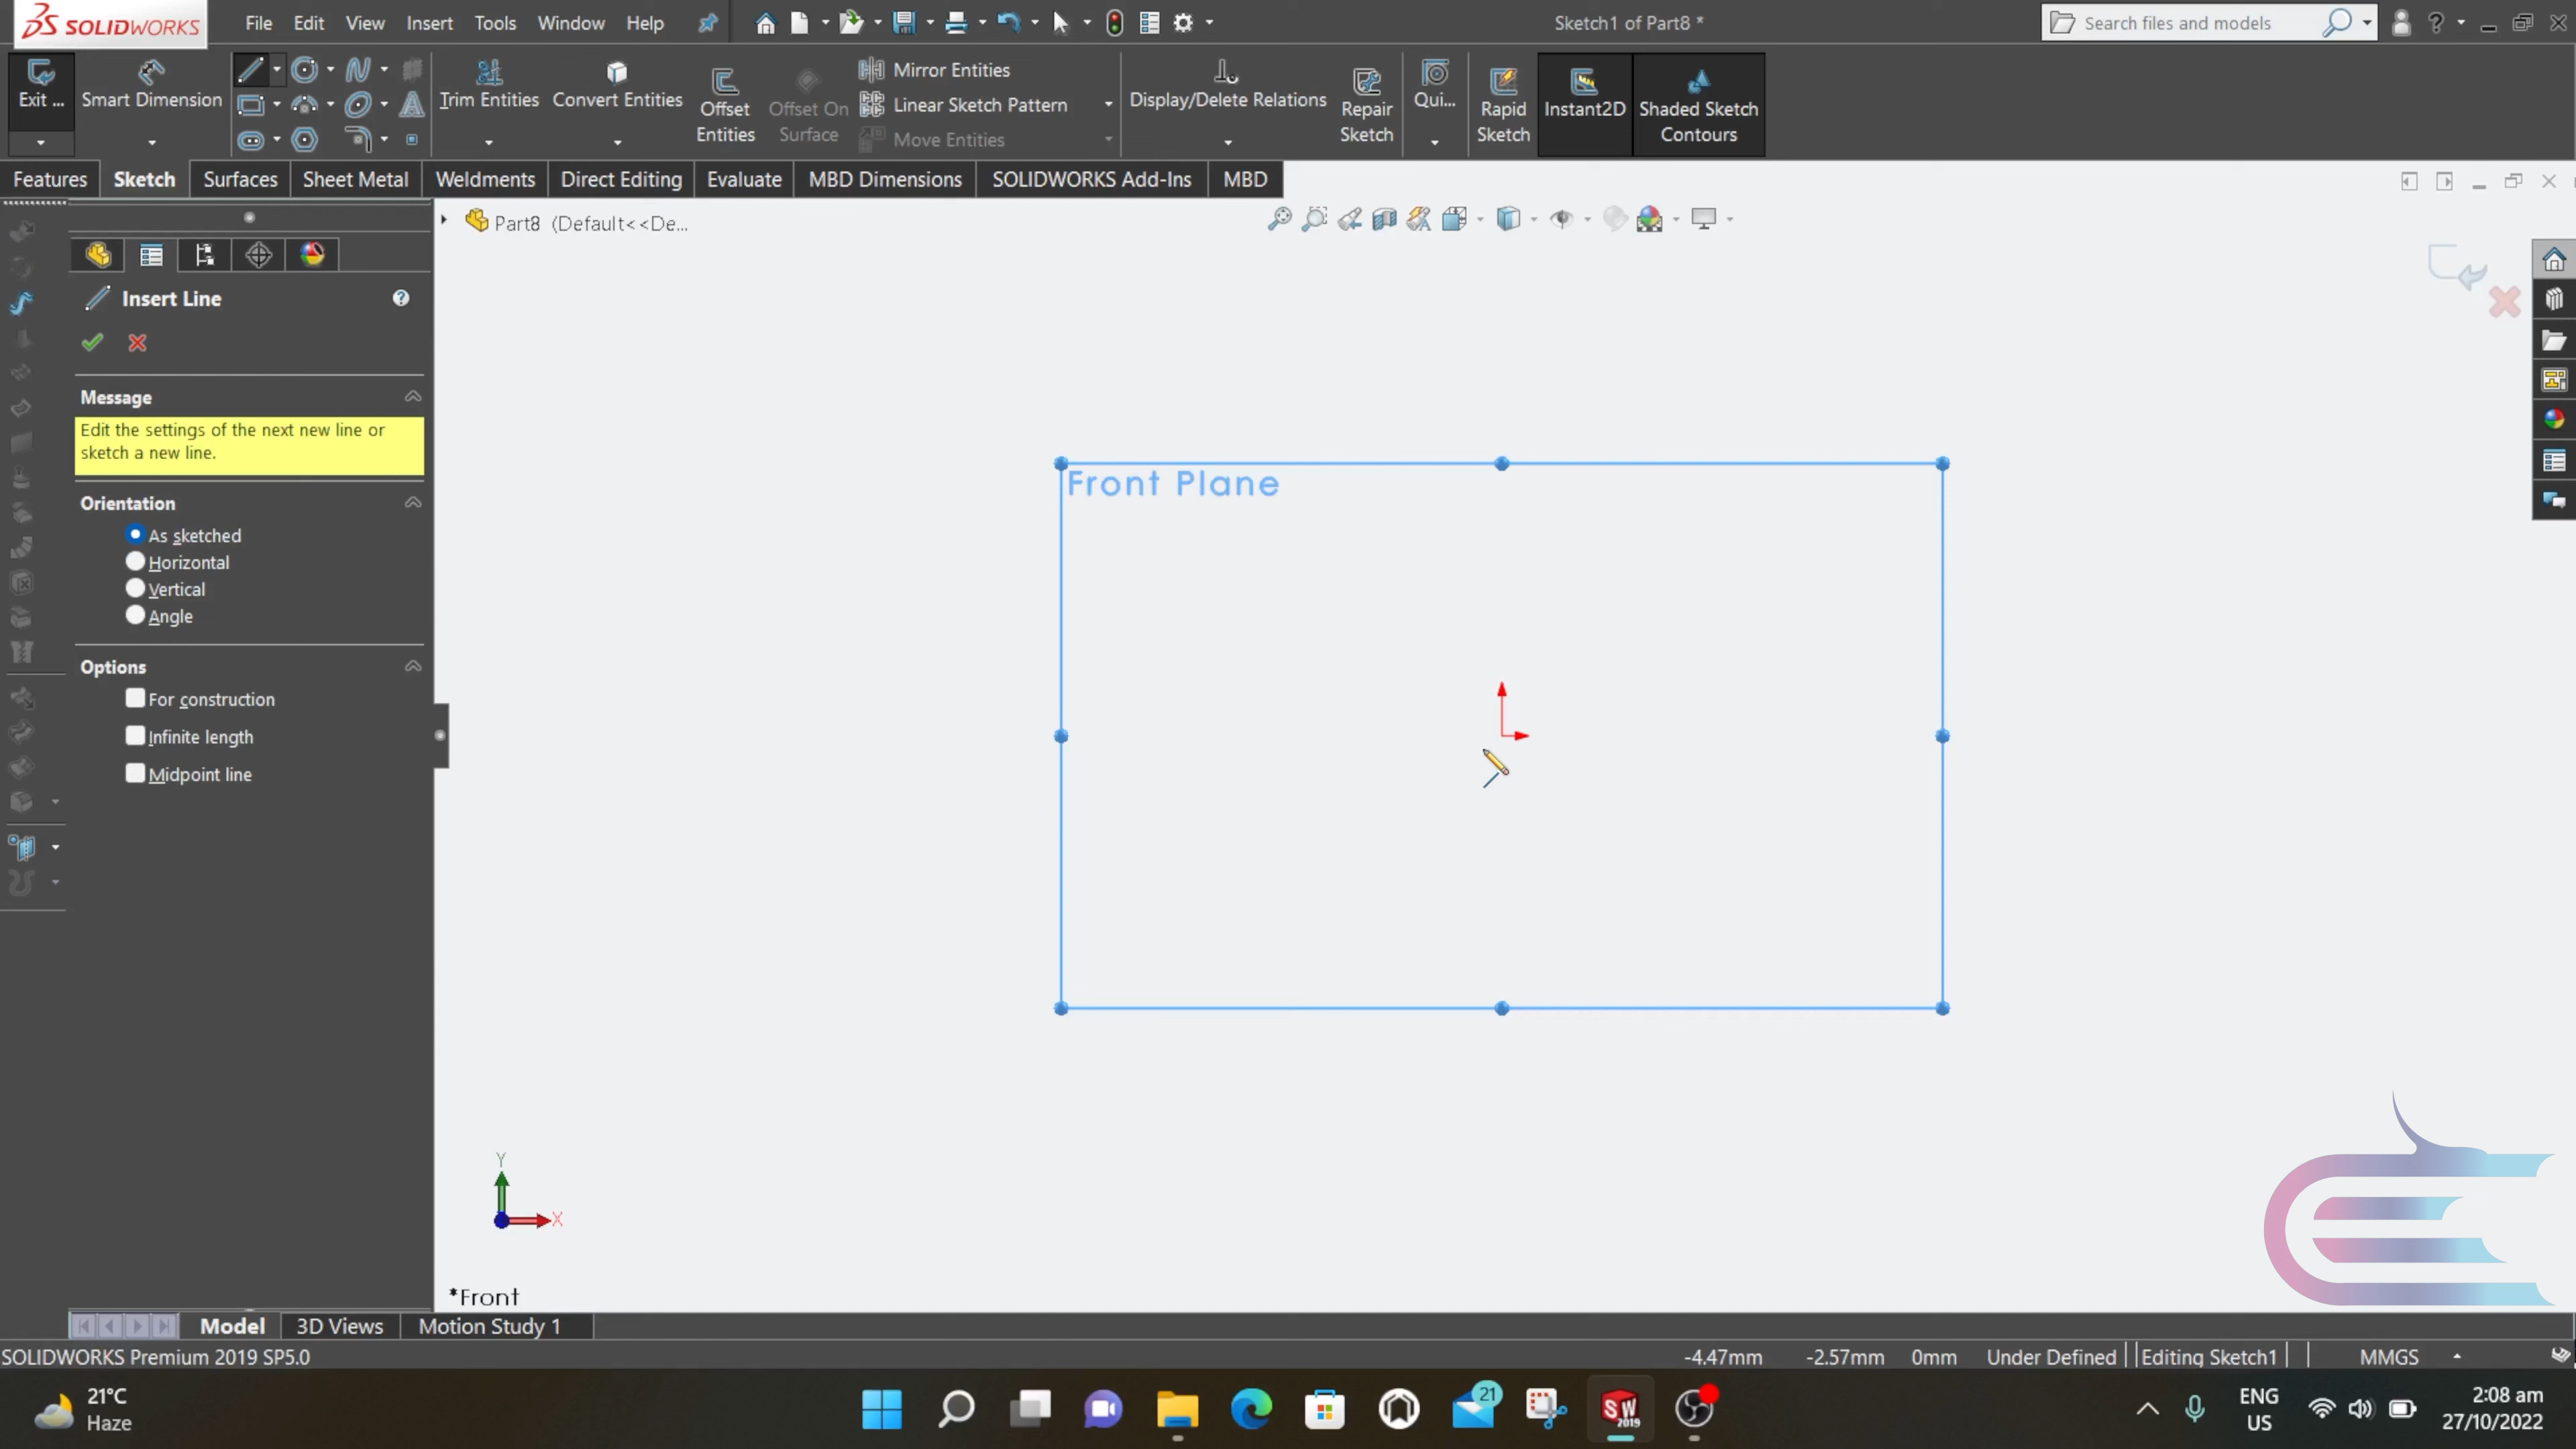 SOLIDWORKS File Edit View Insert Tools Window Help Sketch1 of Part8 * Search files and models ?
Exit ... Smart Dimension Trim Entities Convert Entities Offset Entities Offset On Surface Mirror Entities Linear Sketch Pattern Move Entities Display/Delete Relations Repair Sketch Qui... Rapid Sketch Instant2D Shaded Sketch Contours
Features Sketch Surfaces Sheet Metal Weldments Direct Editing Evaluate MBD Dimensions SOLIDWORKS Add-Ins MBD
Part8 (Default<<De...
Insert Line ?
Message
Edit the settings of the next new line or
sketch a new line.
Orientation
As sketched
Horizontal
Vertical
Angle
Options
For construction
Infinite length
Midpoint line
Front Plane
Y
X
*Front
Model 3D Views Motion Study 1
SOLIDWORKS Premium 2019 SP5.0 -4.47mm -2.57mm 0mm Under Defined Editing Sketch1 MMGS
21°C
Haze
21
SW
2019
ENG
US
2:08 am
27/10/2022